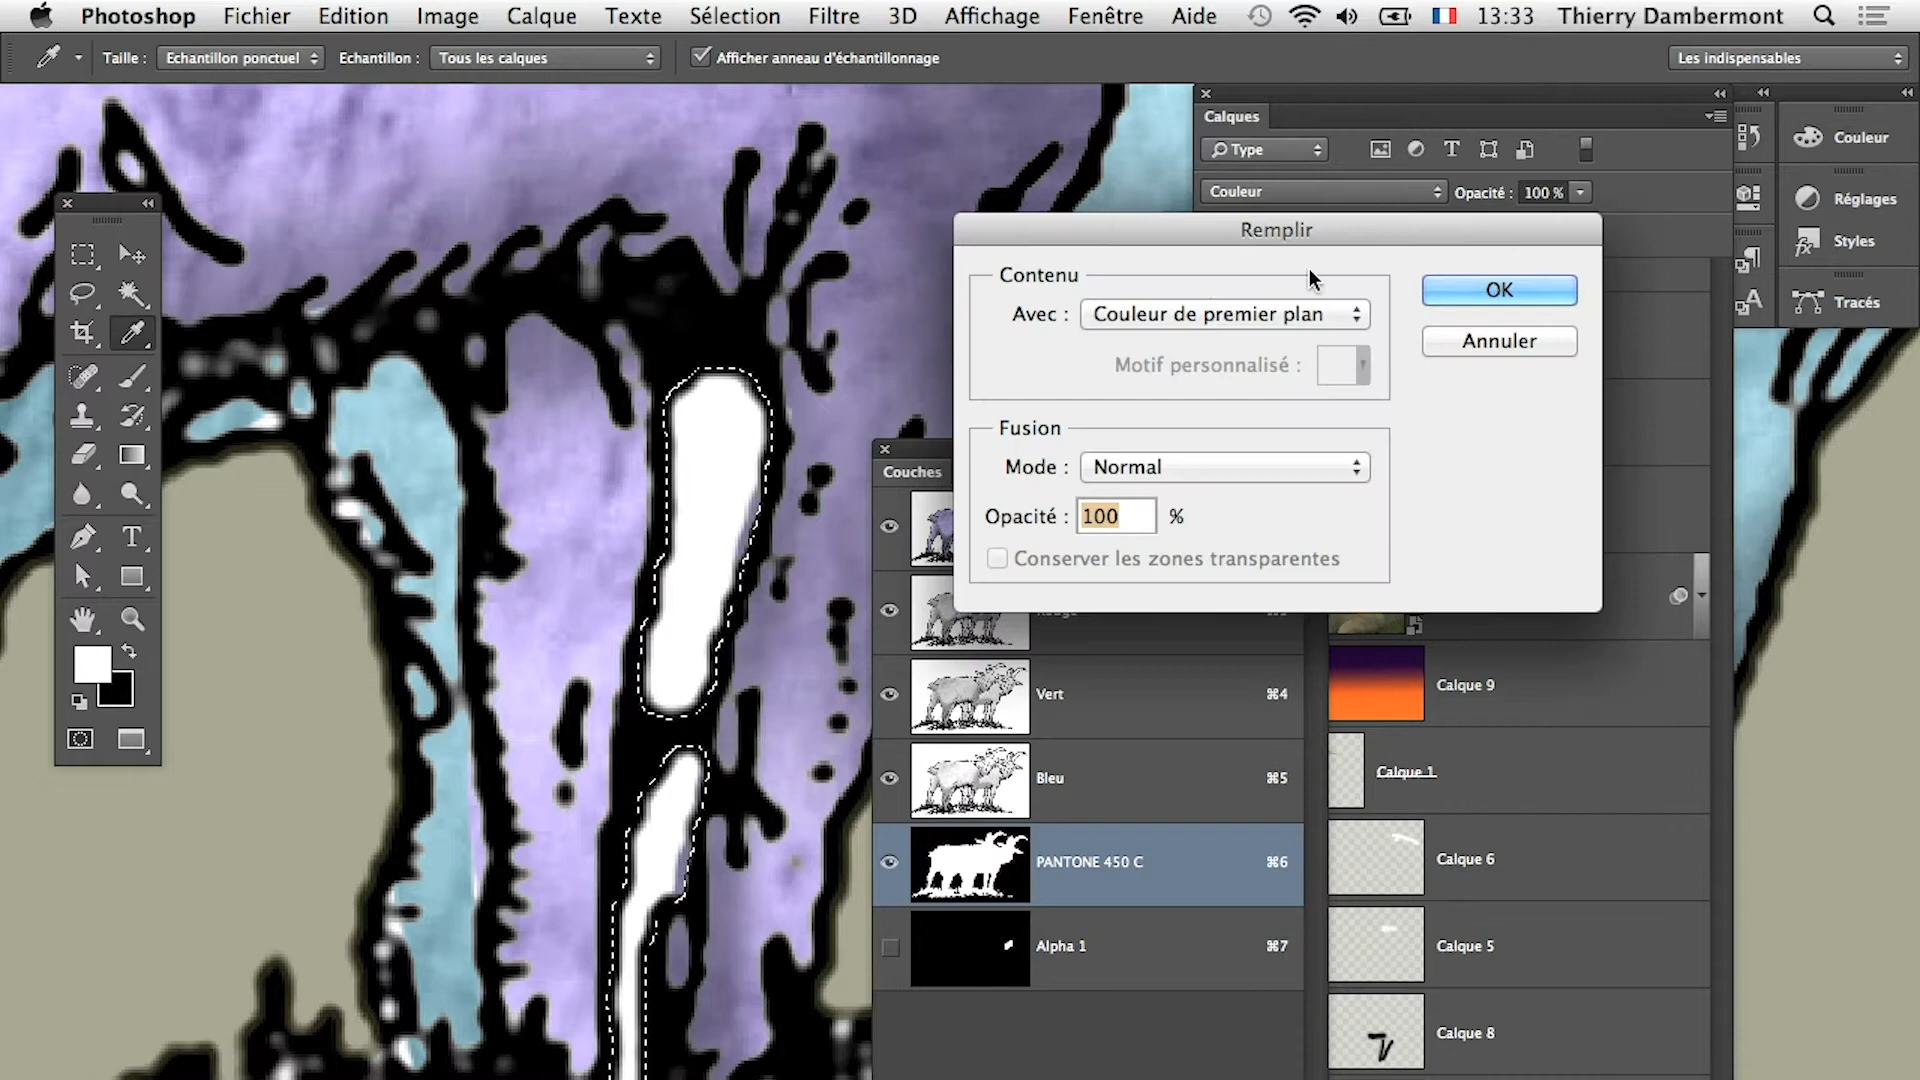 Photoshop Fichier Edition Image Calque Texte Sélection Filtre 3D Affichage Fenêtre Aide 13:33 Thierry Dambermont
Taille : Echantillon ponctuel Echantillon : Tous les calques Afficher anneau d'échantillonnage Les indispensables
Calques
Type
Couleur Opacité : 100 %
Couleur
Réglages
Styles
Tracés
Remplir
Contenu
Avec : Couleur de premier plan
Motif personnalisé :
OK
Annuler
Fusion
Mode : Normal
Opacité : 100 %
Conserver les zones transparentes
Couches
Vert ⌘4
Bleu ⌘5
PANTONE 450 C ⌘6
Alpha 1 ⌘7
Calque 9
Calque 1
Calque 6
Calque 5
Calque 8